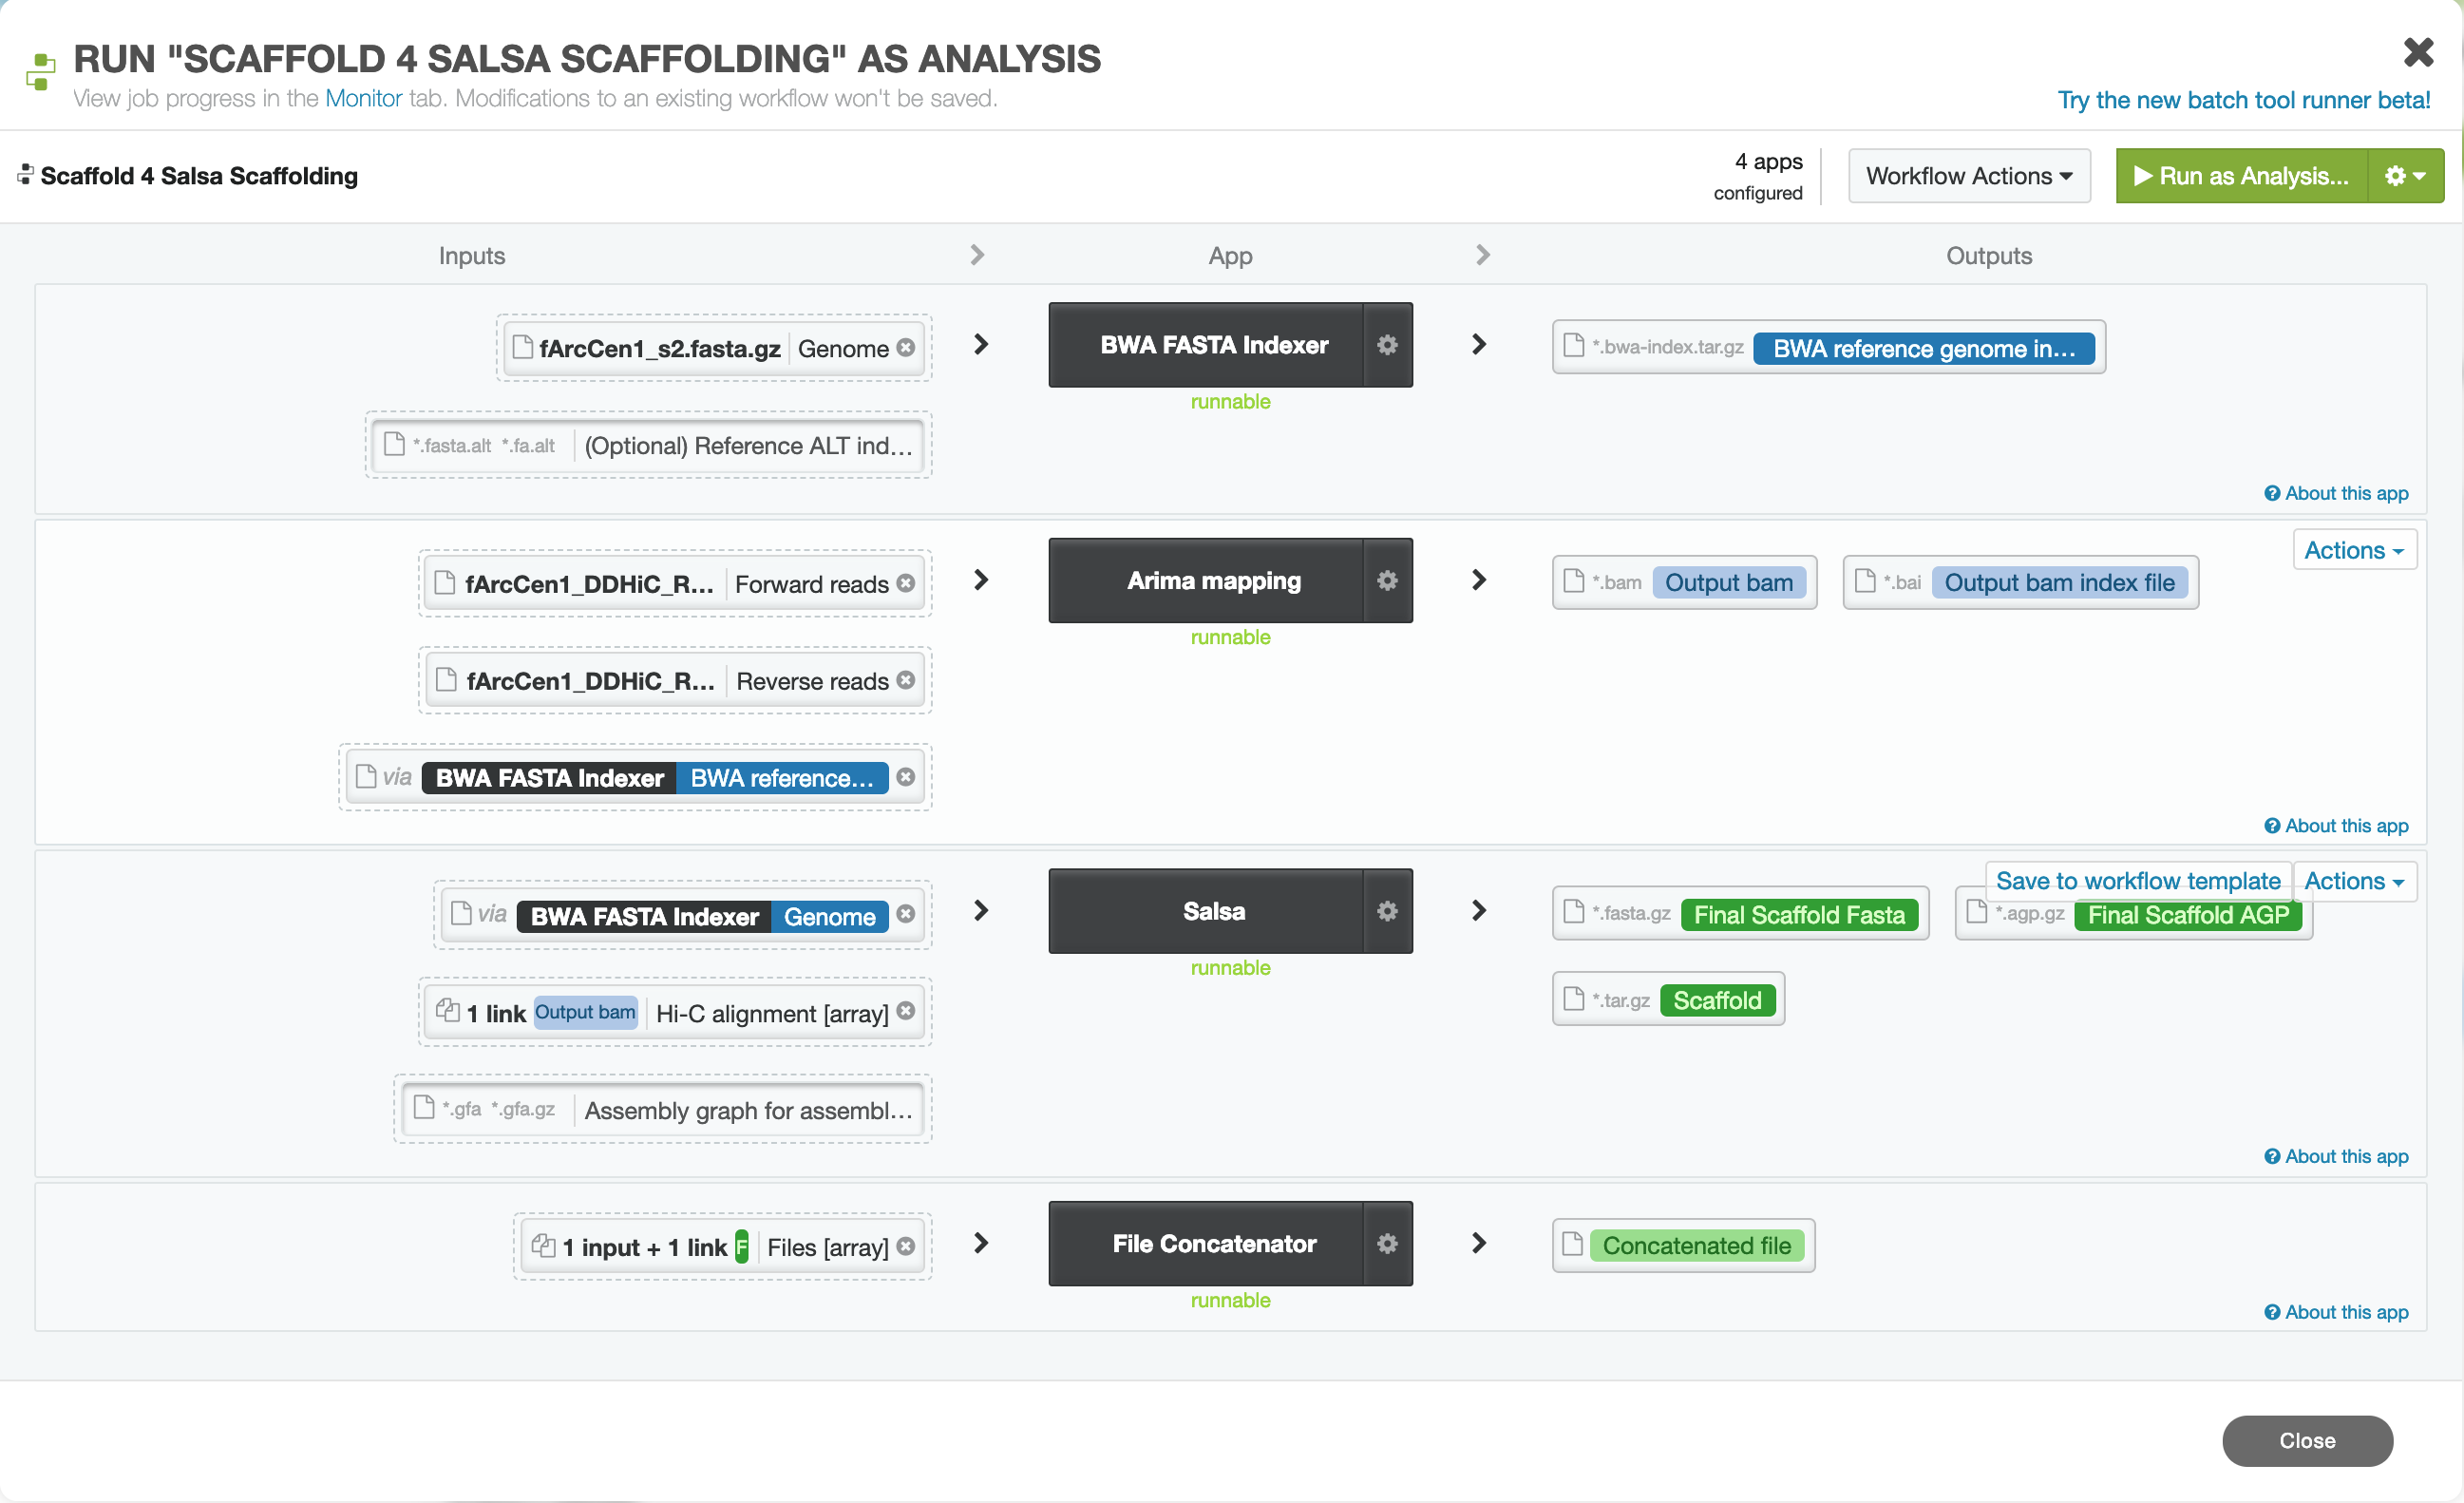 RUN "SCAFFOLD 4 SALSA SCAFFOLDING" AS ANALYSIS
View job progress in the Monitor tab. Modifications to an existing workflow won't be saved.
Try the new batch tool runner beta!
Scaffold 4 Salsa Scaffolding
4 apps
configured
Workflow Actions
Run as Analysis...
Inputs
App
Outputs
fArcCen1_s2.fasta.gz Genome
BWA FASTA Indexer
runnable
*.bwa-index.tar.gz BWA reference genome in...
*.fasta.alt *.fa.alt (Optional) Reference ALT ind...
About this app
Actions
fArcCen1_DDHiC_R... Forward reads
Arima mapping
runnable
*.bam Output bam
*.bai Output bam index file
fArcCen1_DDHiC_R... Reverse reads
via BWA FASTA Indexer BWA reference...
About this app
Save to workflow template
Actions
via BWA FASTA Indexer Genome
Salsa
runnable
*.fasta.gz Final Scaffold Fasta
*.agp.gz Final Scaffold AGP
1 link Output bam Hi-C alignment [array]
*.tar.gz Scaffold
*.gfa *.gfa.gz Assembly graph for assembl...
About this app
1 input + 1 link F Files [array]
File Concatenator
runnable
Concatenated file
About this app
Close